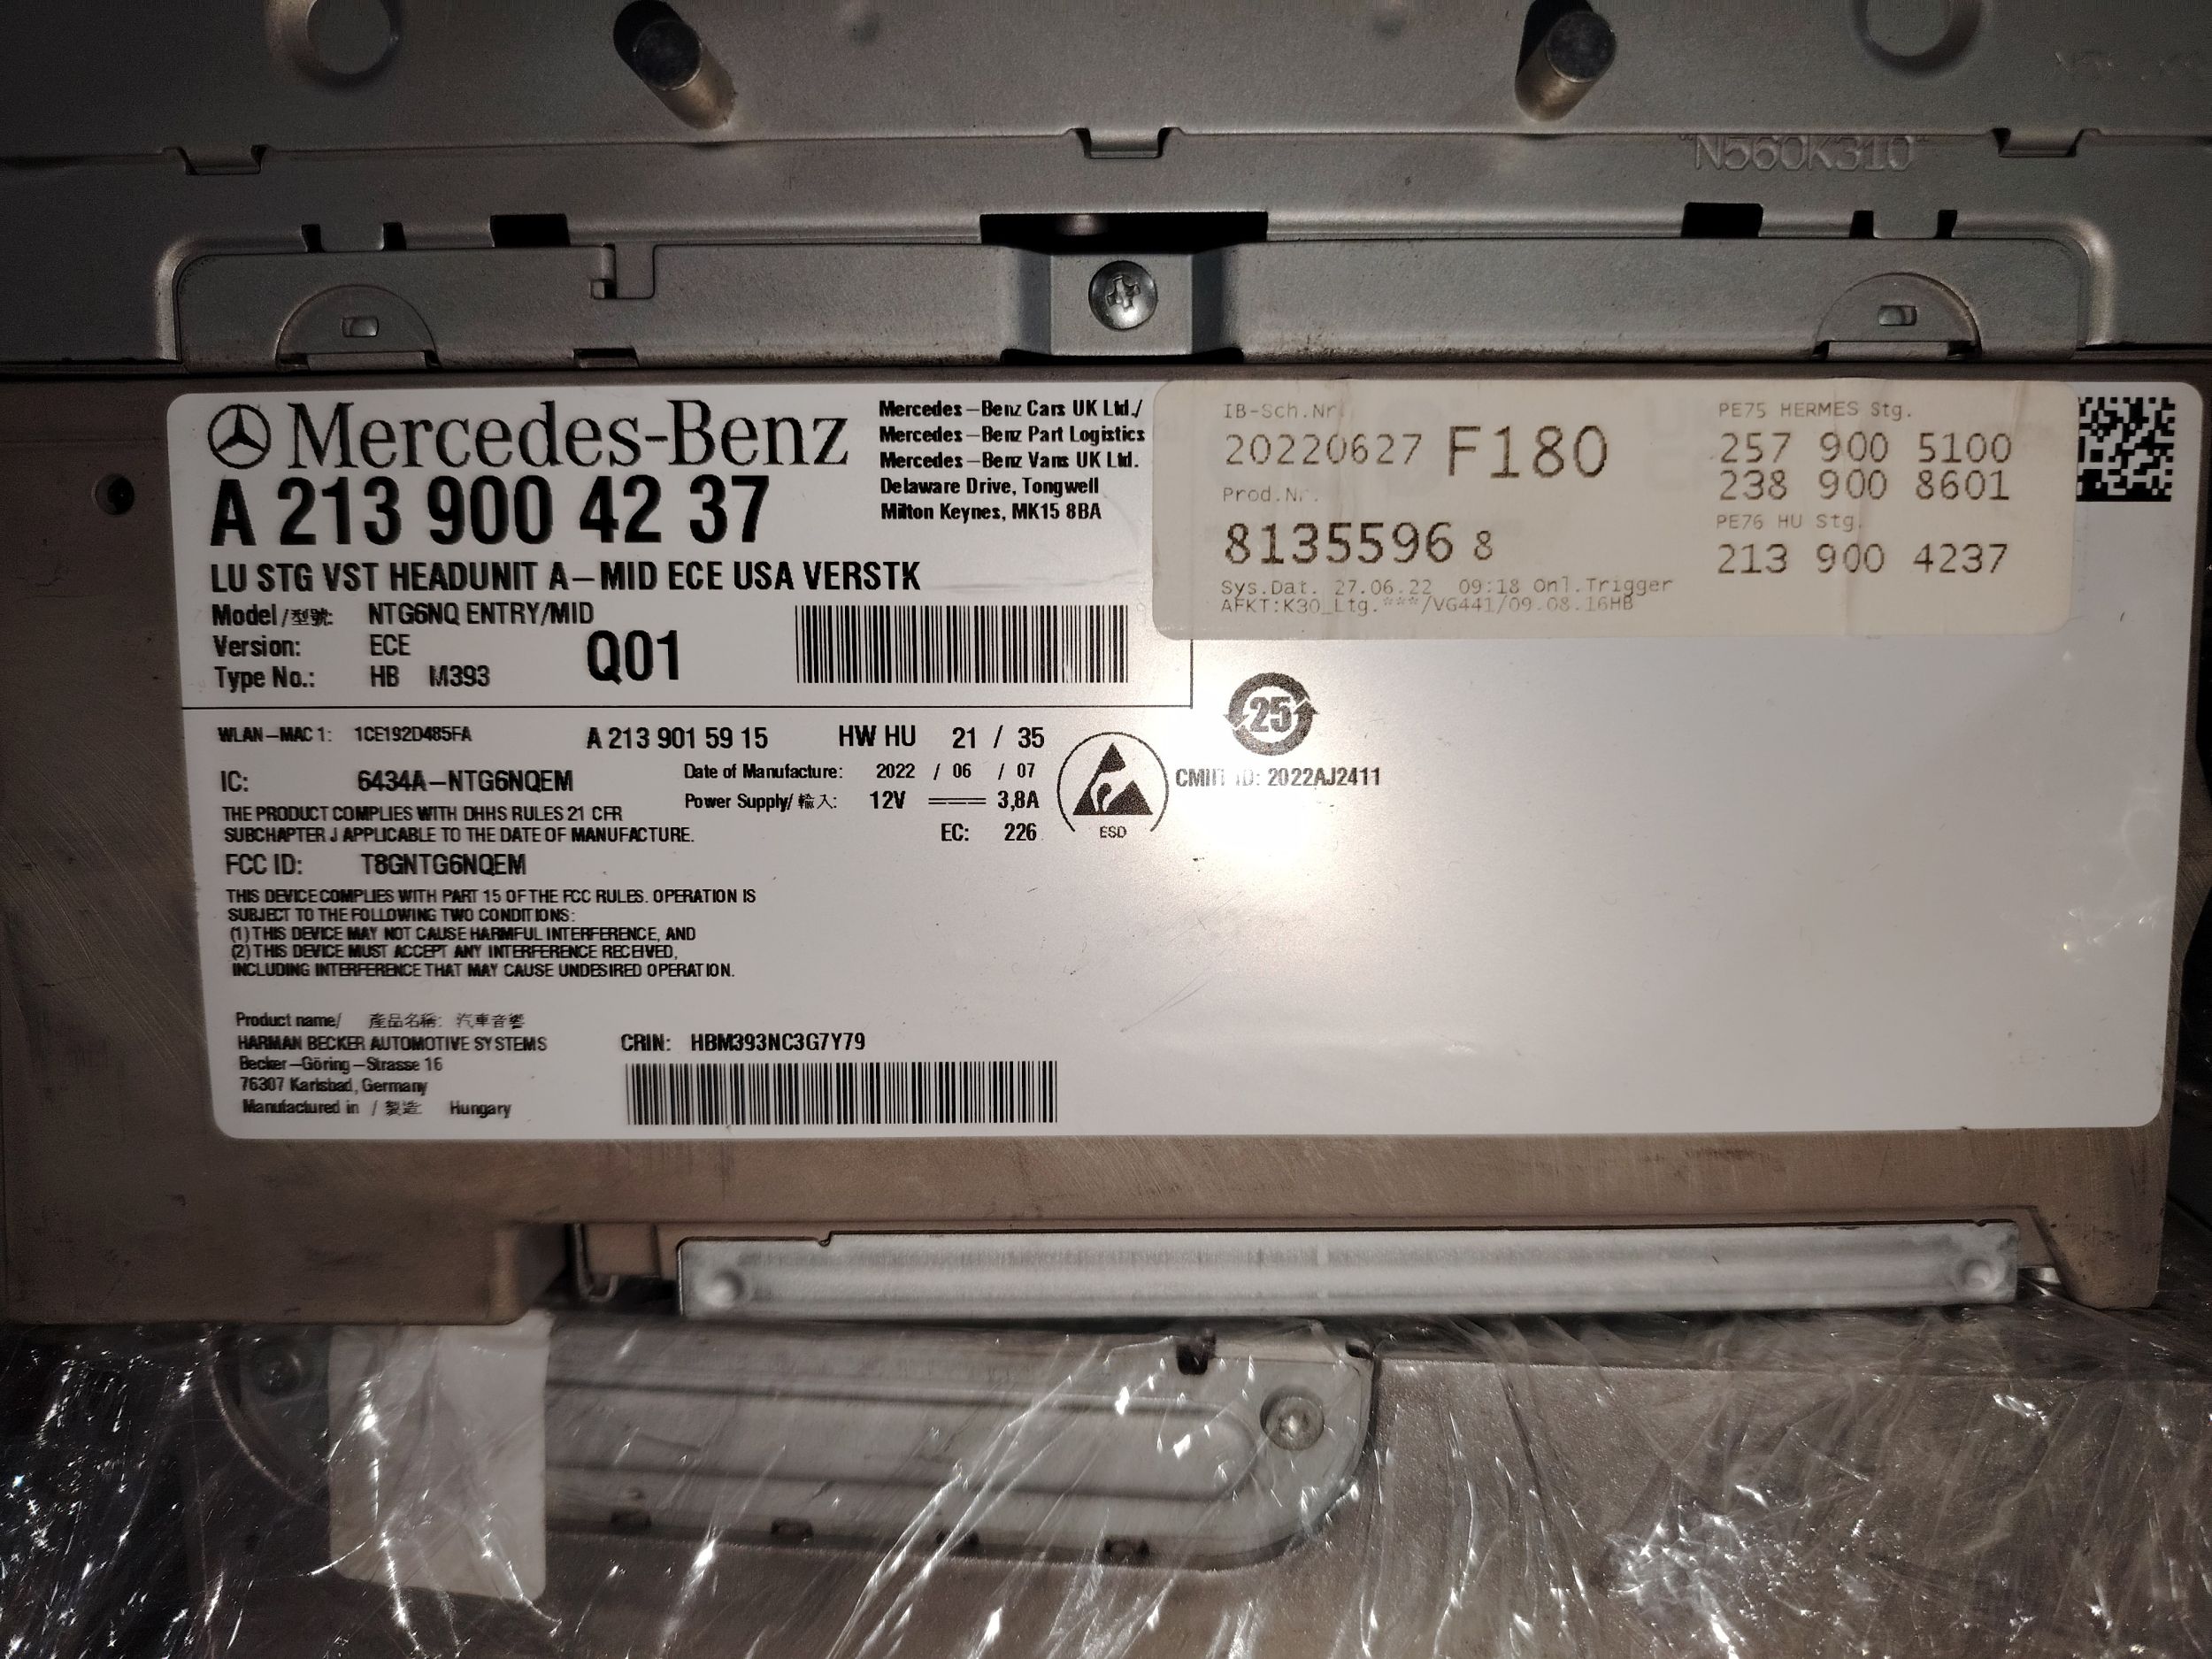 "N560K310"
Mercedes-Benz
A 213 900 42 37
LU STG VST HEADUNIT A-MID ECE USA VERSTK
Model/型號: NTG6NQ ENTRY/MID
Version: ECE
Type No.: HB M393
Q01
Mercedes-Benz Cars UK Ltd./
Mercedes-Benz Part Logistics
Mercedes-Benz Vans UK Ltd.
Delaware Drive, Tongwell
Milton Keynes, MK15 8BA
IB-Sch.Nr.
20220627 F180
Prod.Nr.
8135596 8
Sys.Dat. 27.06.22 09:18 Onl.Trigger
AFKT:K30_Ltg.***/VG441/09.08.16HB
PE75 HERMES Stg.
257 900 5100
238 900 8601
PE76 HU Stg.
213 900 4237
WLAN-MAC 1: 1CE192D485FA
A 213 901 59 15
HW HU 21 / 35
IC: 6434A-NTG6NQEM
Date of Manufacture: 2022 / 06 / 07
Power Supply/ 輸入: 12V 3,8A
EC: 226
ESD
25
CMIIT ID: 2022AJ2411
THE PRODUCT COMPLIES WITH DHHS RULES 21 CFR
SUBCHAPTER J APPLICABLE TO THE DATE OF MANUFACTURE.
FCC ID: T8GNTG6NQEM
THIS DEVICE COMPLIES WITH PART 15 OF THE FCC RULES. OPERATION IS
SUBJECT TO THE FOLLOWING TWO CONDITIONS:
(1) THIS DEVICE MAY NOT CAUSE HARMFUL INTERFERENCE, AND
(2) THIS DEVICE MUST ACCEPT ANY INTERFERENCE RECEIVED,
INCLUDING INTERFERENCE THAT MAY CAUSE UNDESIRED OPERATION.
Product name/ 產品名稱: 汽車音響
HARMAN BECKER AUTOMOTIVE SYSTEMS
Becker-Göring-Strasse 16
76307 Karlsbad, Germany
Manufactured in / 製造: Hungary
CRIN: HBM393NC3G7Y79